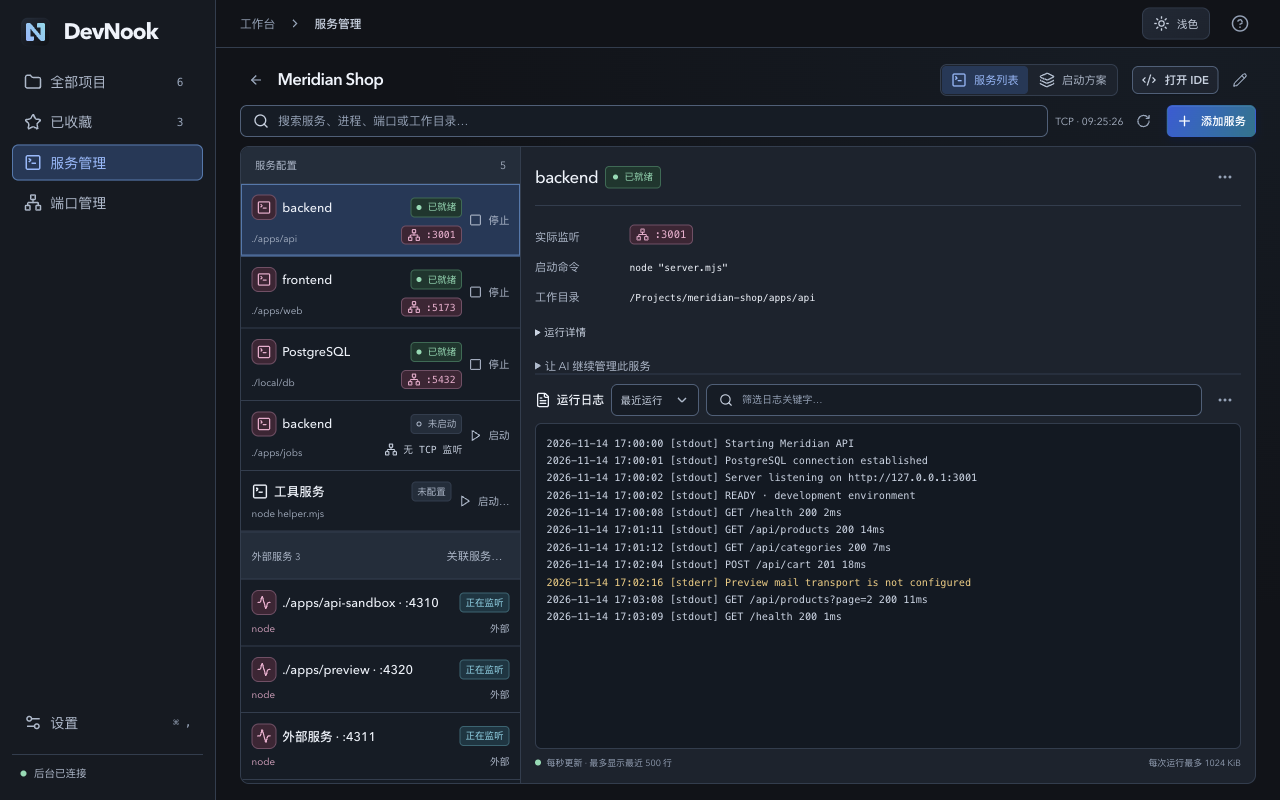 DevNook
全部项目 6
已收藏 3
服务管理
端口管理
设置 ⌘ ,
后台已连接
工作台 > 服务管理
浅色
Meridian Shop
服务列表
启动方案
打开 IDE
搜索服务、进程、端口或工作目录…
TCP · 09:25:26
添加服务
服务配置 5
backend 已就绪
./apps/api :3001 停止
frontend 已就绪
./apps/web :5173 停止
PostgreSQL 已就绪
./local/db :5432 停止
backend 未启动
./apps/jobs 无 TCP 监听 启动
工具服务 未配置
node helper.mjs 启动…
外部服务 3 关联服务…
./apps/api-sandbox · :4310 正在监听
node 外部
./apps/preview · :4320 正在监听
node 外部
外部服务 · :4311 正在监听
node 外部
backend 已就绪
实际监听 :3001
启动命令 node "server.mjs"
工作目录 /Projects/meridian-shop/apps/api
运行详情
让 AI 继续管理此服务
运行日志 最近运行 筛选日志关键字…
2026-11-14 17:00:00 [stdout] Starting Meridian API
2026-11-14 17:00:01 [stdout] PostgreSQL connection established
2026-11-14 17:00:02 [stdout] Server listening on http://127.0.0.1:3001
2026-11-14 17:00:02 [stdout] READY · development environment
2026-11-14 17:00:08 [stdout] GET /health 200 2ms
2026-11-14 17:01:11 [stdout] GET /api/products 200 14ms
2026-11-14 17:01:12 [stdout] GET /api/categories 200 7ms
2026-11-14 17:02:04 [stdout] POST /api/cart 201 18ms
2026-11-14 17:02:16 [stderr] Preview mail transport is not configured
2026-11-14 17:03:08 [stdout] GET /api/products?page=2 200 11ms
2026-11-14 17:03:09 [stdout] GET /health 200 1ms
每秒更新 · 最多显示最近 500 行
每次运行最多 1024 KiB